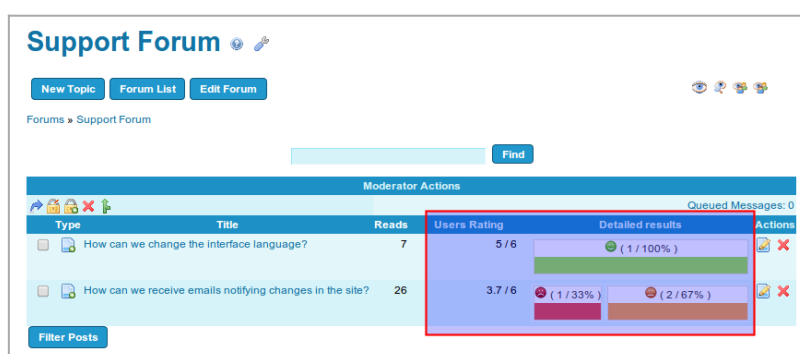 Support Forum
New Topic Forum List Edit Forum
Forums » Support Forum
Find
Moderator Actions
Queued Messages: 0
Type Title Reads Users Rating Detailed results Actions
How can we change the interface language? 7 5 / 6 ( 1 / 100% )
How can we receive emails notifying changes in the site? 26 3.7 / 6 ( 1 / 33% ) ( 2 / 67% )
Filter Posts